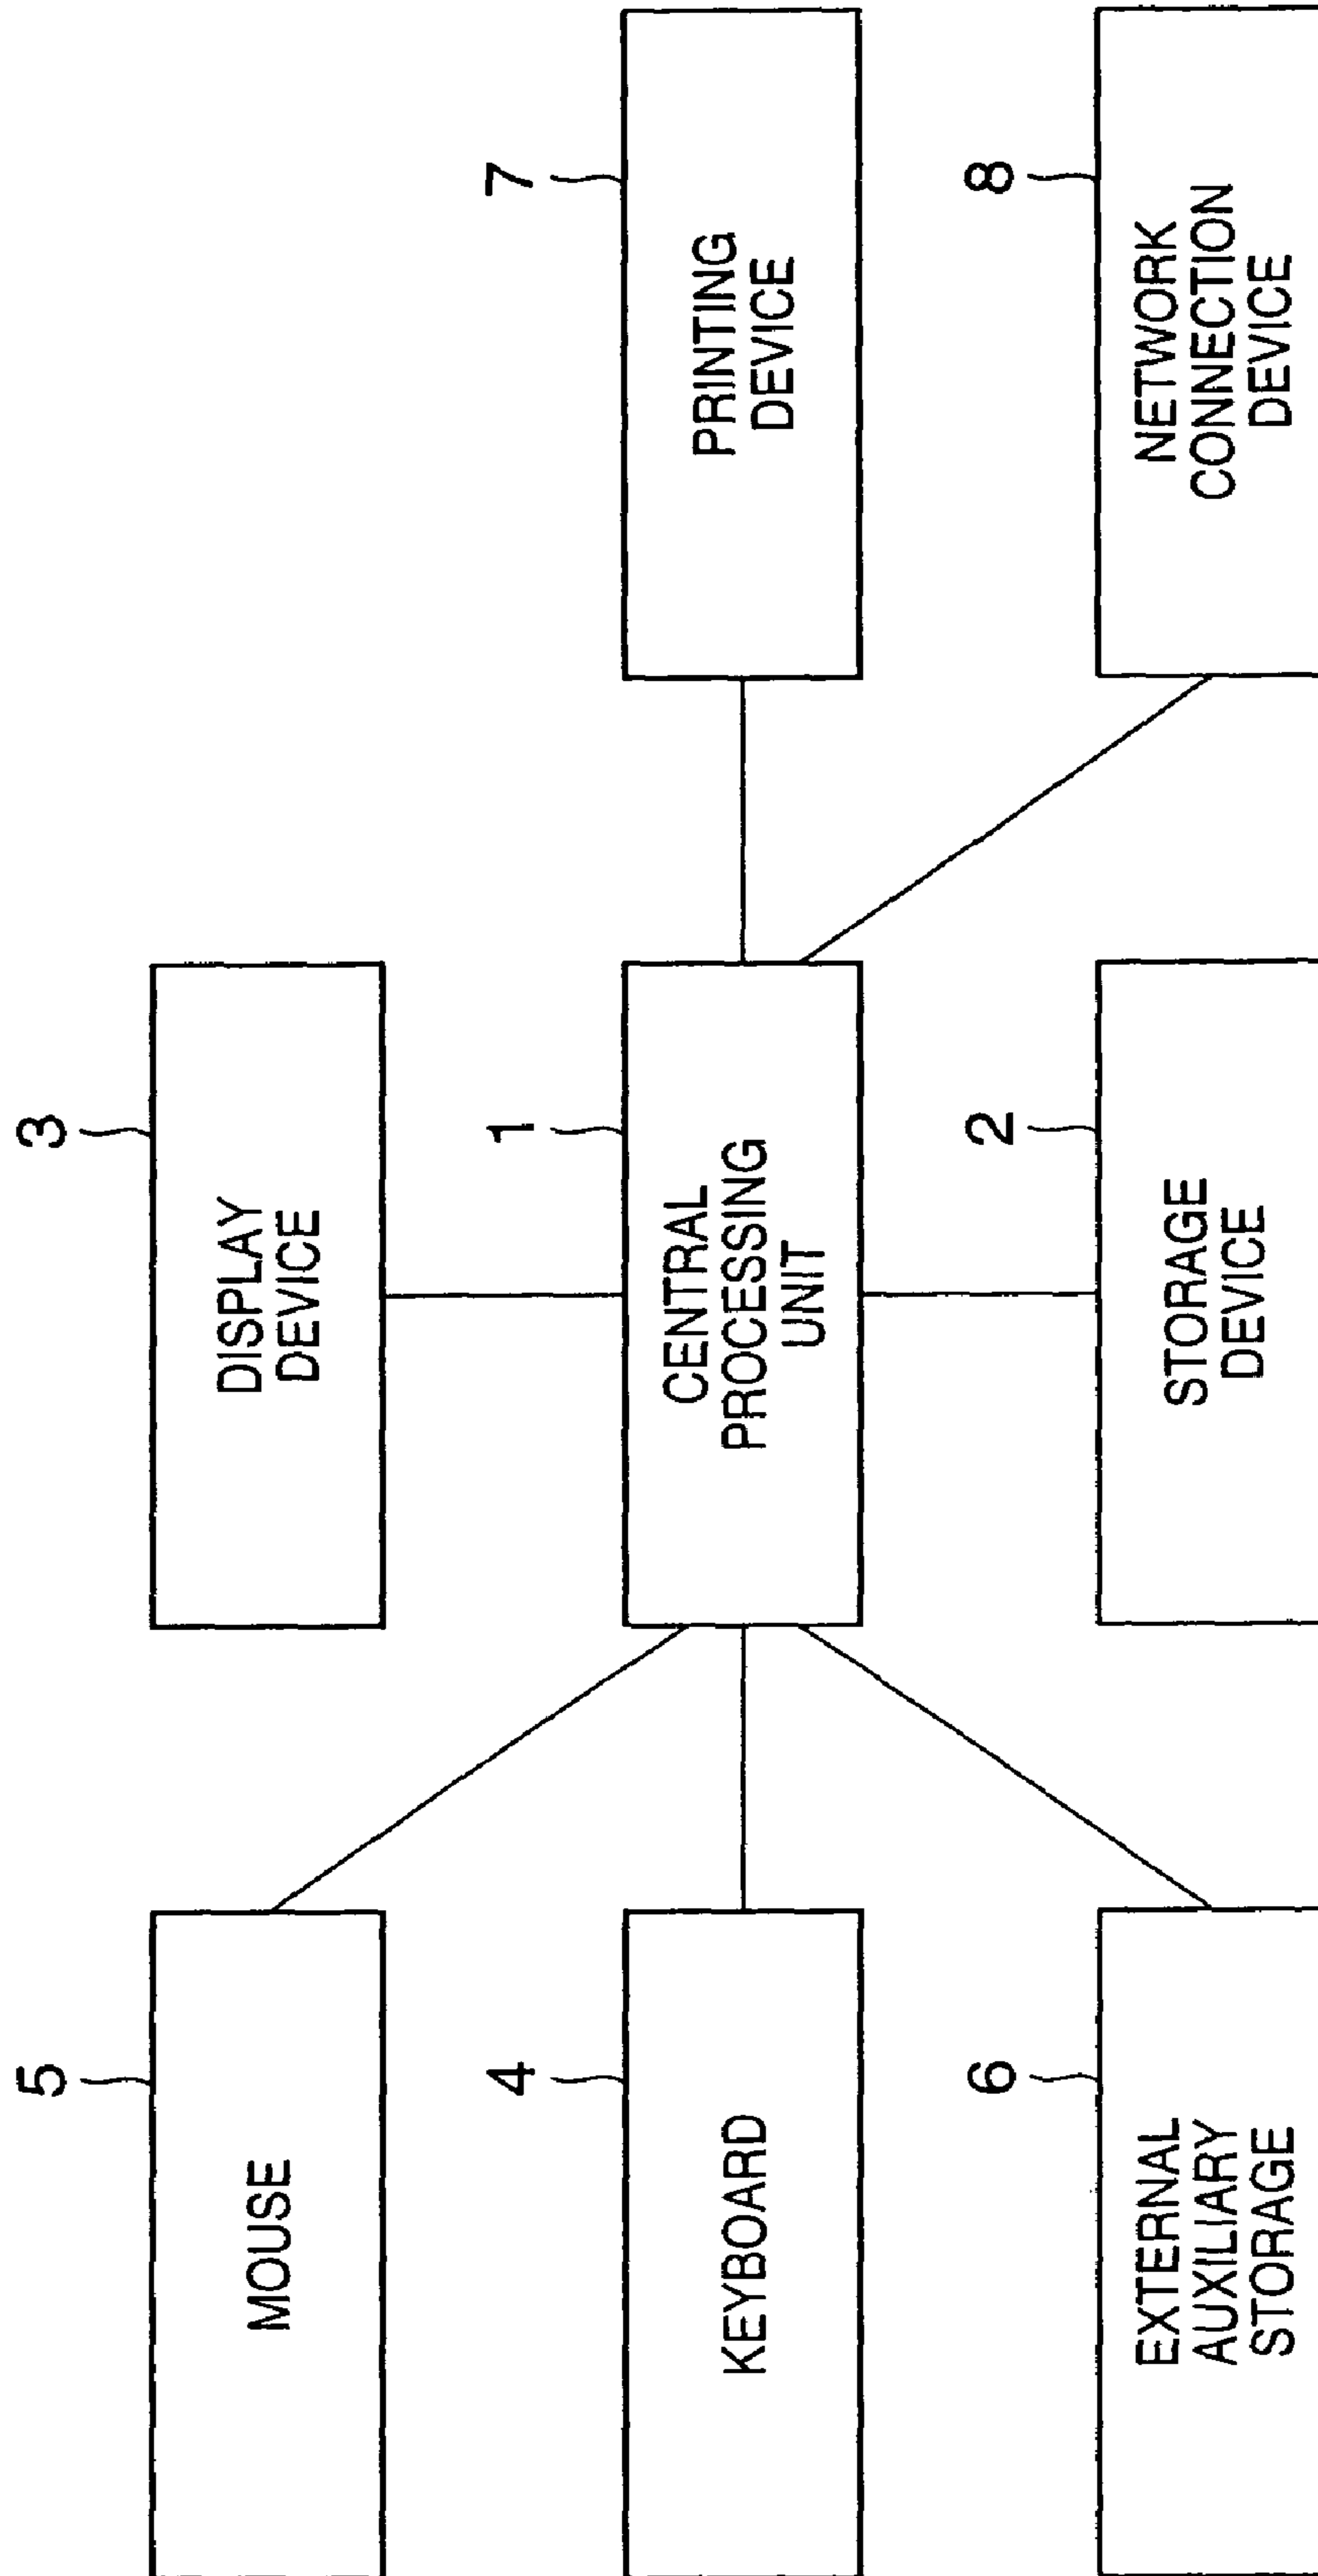 5
MOUSE
3
DISPLAY
DEVICE
4
KEYBOARD
1
CENTRAL
PROCESSING
UNIT
7
PRINTING
DEVICE
6
EXTERNAL
AUXILIARY
STORAGE
2
STORAGE
DEVICE
8
NETWORK
CONNECTION
DEVICE